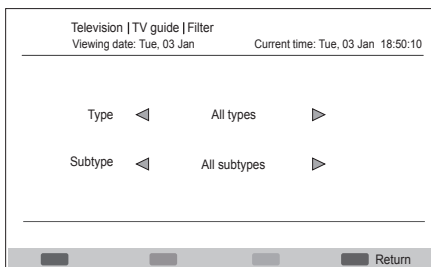 Television | TV guide | Filter
Viewing date: Tue, 03 Jan Current time: Tue, 03 Jan 18:50:10
Type All types
Subtype All subtypes
Return